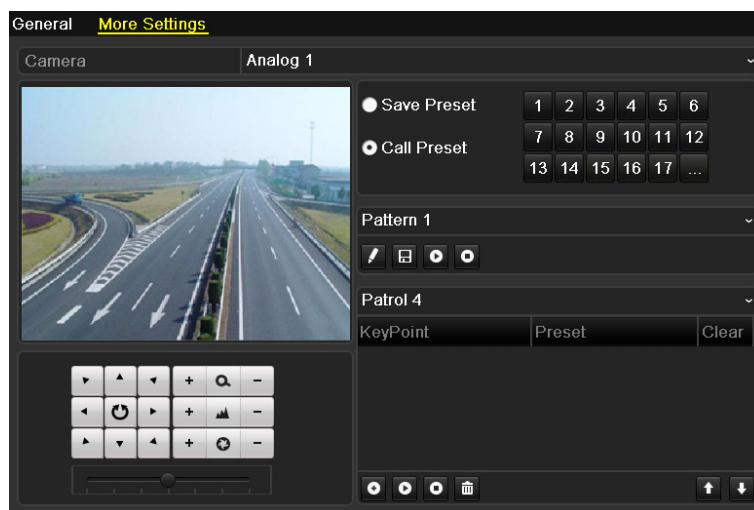 General More Settings
Camera Analog 1
Save Preset
Call Preset
1 2 3 4 5 6
7 8 9 10 11 12
13 14 15 16 17 ...
Pattern 1
Patrol 4
KeyPoint Preset Clear
+ -
+ -
+ -